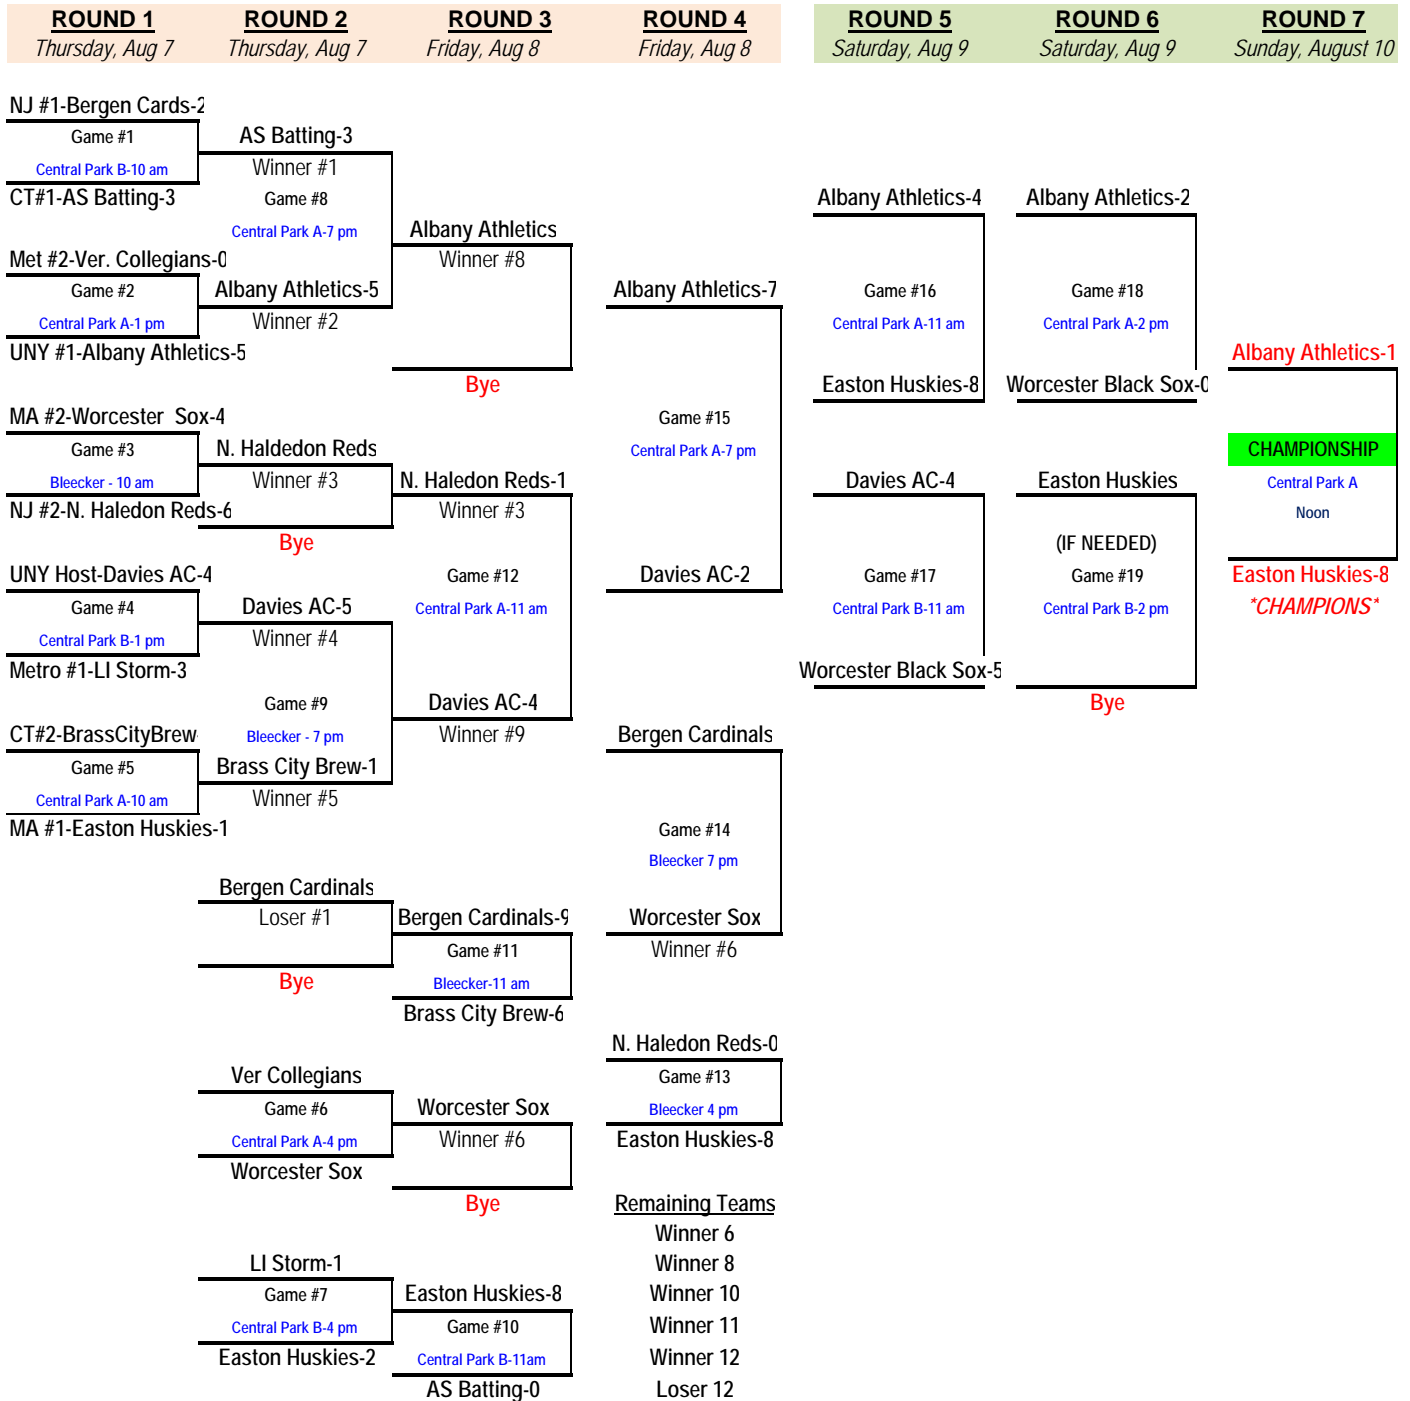 ROUND 1
Thursday, Aug 7
ROUND 2
Thursday, Aug 7
ROUND 3
Friday, Aug 8
ROUND 4
Friday, Aug 8
ROUND 5
Saturday, Aug 9
ROUND 6
Saturday, Aug 9
ROUND 7
Sunday, August 10
NJ #1-Bergen Cards-2
Game #1
Central Park B-10 am
CT#1-AS Batting-3
Met #2-Ver. Collegians-0
Game #2
Central Park A-1 pm
UNY #1-Albany Athletics-5
MA #2-Worcester  Sox-4
Game #3
Bleecker - 10 am
NJ #2-N. Haledon Reds-6
UNY Host-Davies AC-4
Game #4
Central Park B-1 pm
Metro #1-LI Storm-3
CT#2-BrassCityBrew
Game #5
Central Park A-10 am
MA #1-Easton Huskies-1
AS Batting-3
Winner #1
Game #8
Central Park A-7 pm
Albany Athletics-5
Winner #2
N. Haldedon Reds
Winner #3
Bye
Davies AC-5
Winner #4
Game #9
Bleecker - 7 pm
Brass City Brew-1
Winner #5
Bergen Cardinals
Loser #1
Bye
Ver Collegians
Game #6
Central Park A-4 pm
Worcester Sox
LI Storm-1
Game #7
Central Park B-4 pm
Easton Huskies-2
Albany Athletics
Winner #8
Bye
N. Haledon Reds-1
Winner #3
Game #12
Central Park A-11 am
Davies AC-4
Winner #9
Bergen Cardinals-9
Game #11
Bleecker-11 am
Brass City Brew-6
Worcester Sox
Winner #6
Bye
Easton Huskies-8
Game #10
Central Park B-11am
AS Batting-0
Albany Athletics-7
Game #15
Central Park A-7 pm
Davies AC-2
Bergen Cardinals
Game #14
Bleecker 7 pm
Worcester Sox
Winner #6
N. Haledon Reds-0
Game #13
Bleecker 4 pm
Easton Huskies-8
Remaining Teams
Winner 6
Winner 8
Winner 10
Winner 11
Winner 12
Loser 12
Albany Athletics-4
Game #16
Central Park A-11 am
Easton Huskies-8
Davies AC-4
Game #17
Central Park B-11 am
Worcester Black Sox-5
Albany Athletics-2
Game #18
Central Park A-2 pm
Worcester Black Sox-0
Easton Huskies
(IF NEEDED)
Game #19
Central Park B-2 pm
Bye
Albany Athletics-1
CHAMPIONSHIP
Central Park A
Noon
Easton Huskies-8
*CHAMPIONS*